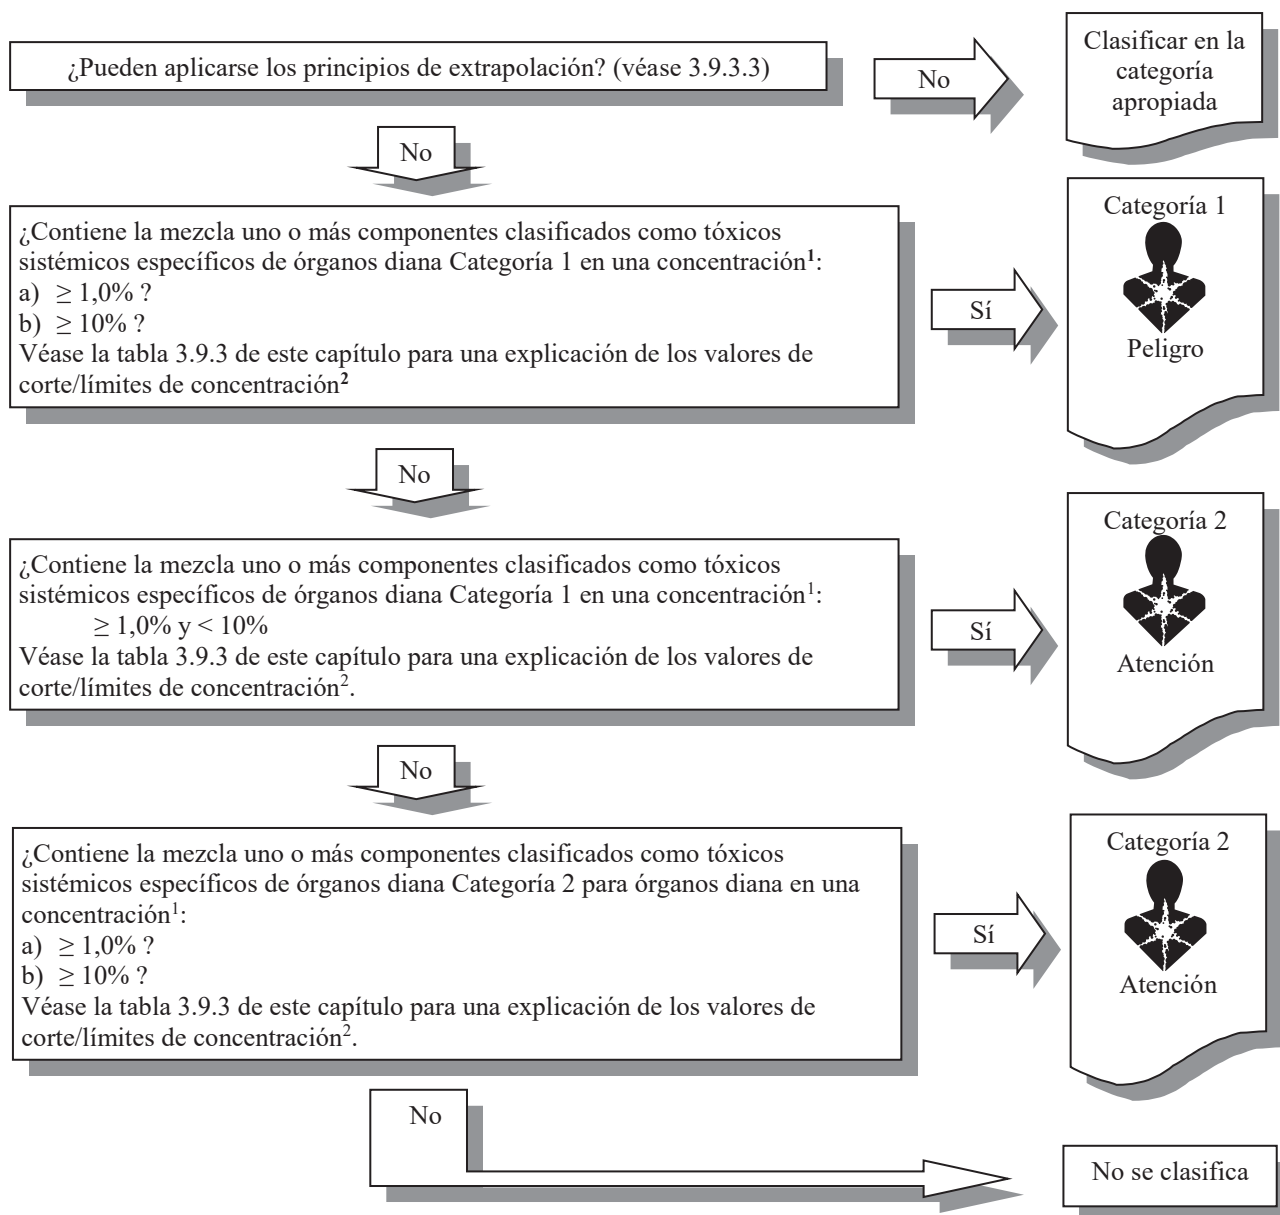 ¿Pueden aplicarse los principios de extrapolación? (véase 3.9.3.3)
No
Clasificar en la
categoría
apropiada
No
¿Contiene la mezcla uno o más componentes clasificados como tóxicos
sistémicos específicos de órganos diana Categoría 1 en una concentración¹:
a) ≥ 1,0% ?
b) ≥ 10% ?
Véase la tabla 3.9.3 de este capítulo para una explicación de los valores de
corte/límites de concentración²
Sí
Categoría 1
Peligro
No
¿Contiene la mezcla uno o más componentes clasificados como tóxicos
sistémicos específicos de órganos diana Categoría 1 en una concentración¹:
≥ 1,0% y < 10%
Véase la tabla 3.9.3 de este capítulo para una explicación de los valores de
corte/límites de concentración².
Sí
Categoría 2
Atención
No
¿Contiene la mezcla uno o más componentes clasificados como tóxicos
sistémicos específicos de órganos diana Categoría 2 para órganos diana en una
concentración¹:
a) ≥ 1,0% ?
b) ≥ 10% ?
Véase la tabla 3.9.3 de este capítulo para una explicación de los valores de
corte/límites de concentración².
Sí
Categoría 2
Atención
No
No se clasifica